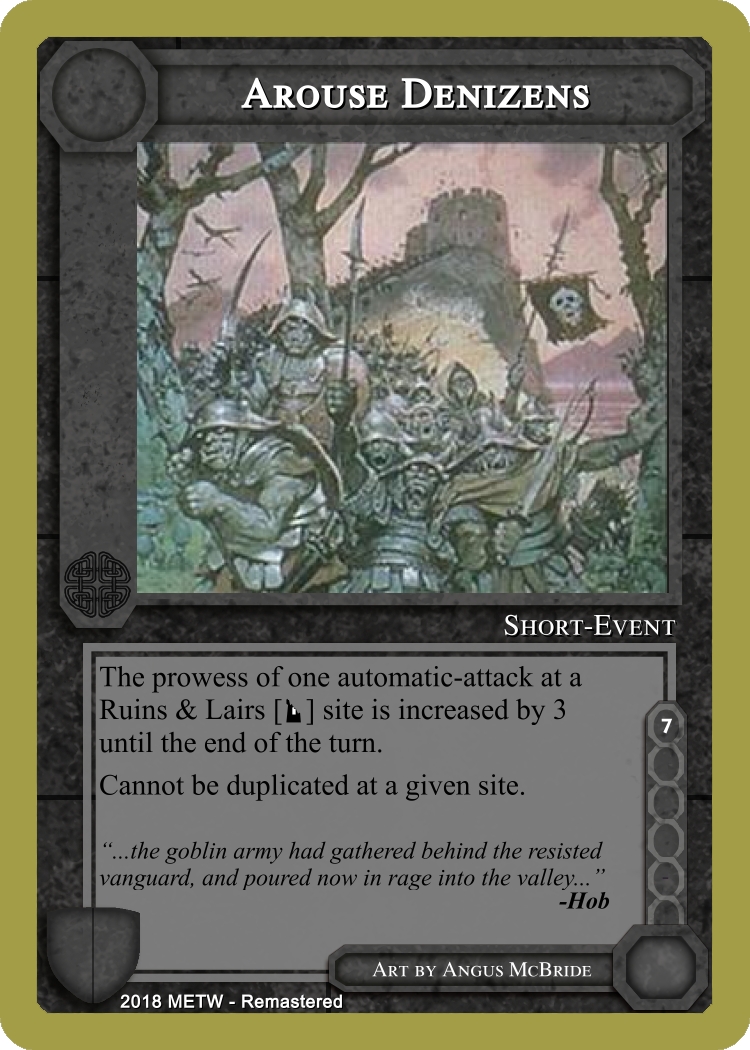 Arouse Denizens
Short-Event
The prowess of one automatic-attack at a
Ruins & Lairs [ ] site is increased by 3
until the end of the turn.
7
Cannot be duplicated at a given site.
“...the goblin army had gathered behind the resisted
vanguard, and poured now in rage into the valley...”
-Hob
Art by Angus McBride
2018 METW - Remastered